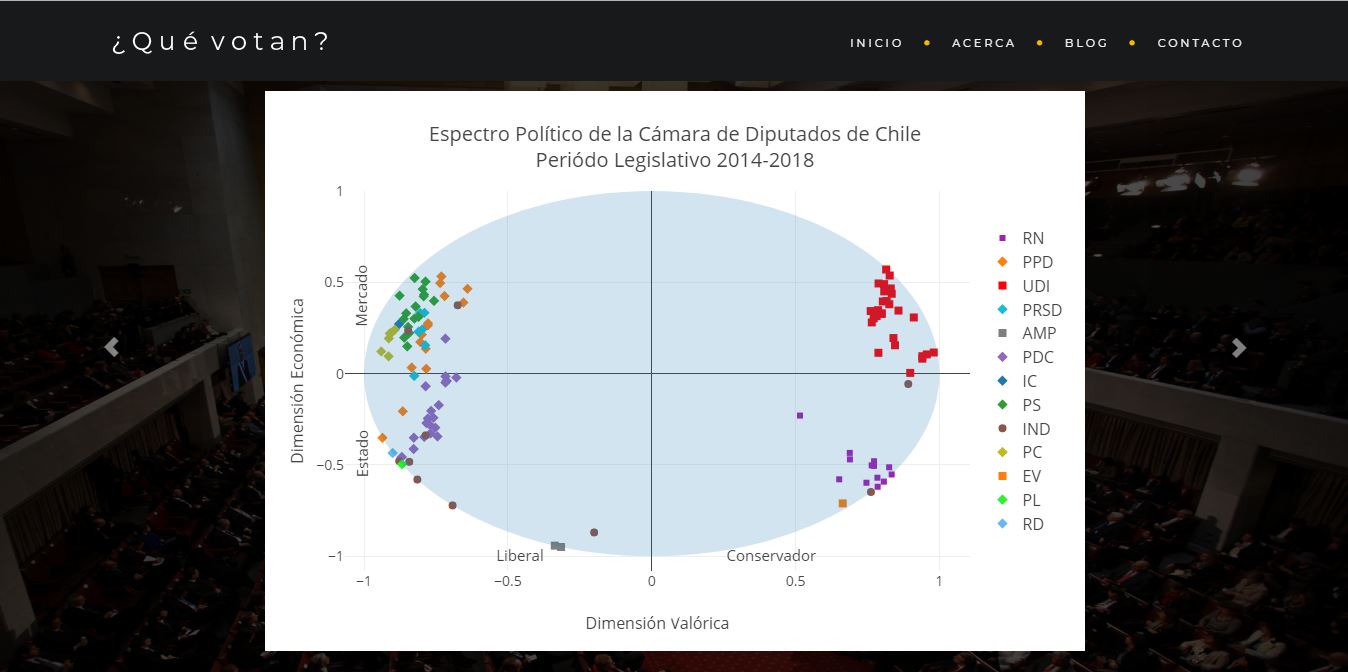 ¿Qué votan?
INICIO • ACERCA • BLOG • CONTACTO
Espectro Político de la Cámara de Diputados de Chile
Periódo Legislativo 2014-2018
1
0.5
0
−0.5
−1
Dimensión Económica
Mercado
Estado
Liberal
Conservador
−1
−0.5
0
0.5
1
Dimensión Valórica
RN
PPD
UDI
PRSD
AMP
PDC
IC
PS
IND
PC
EV
PL
RD